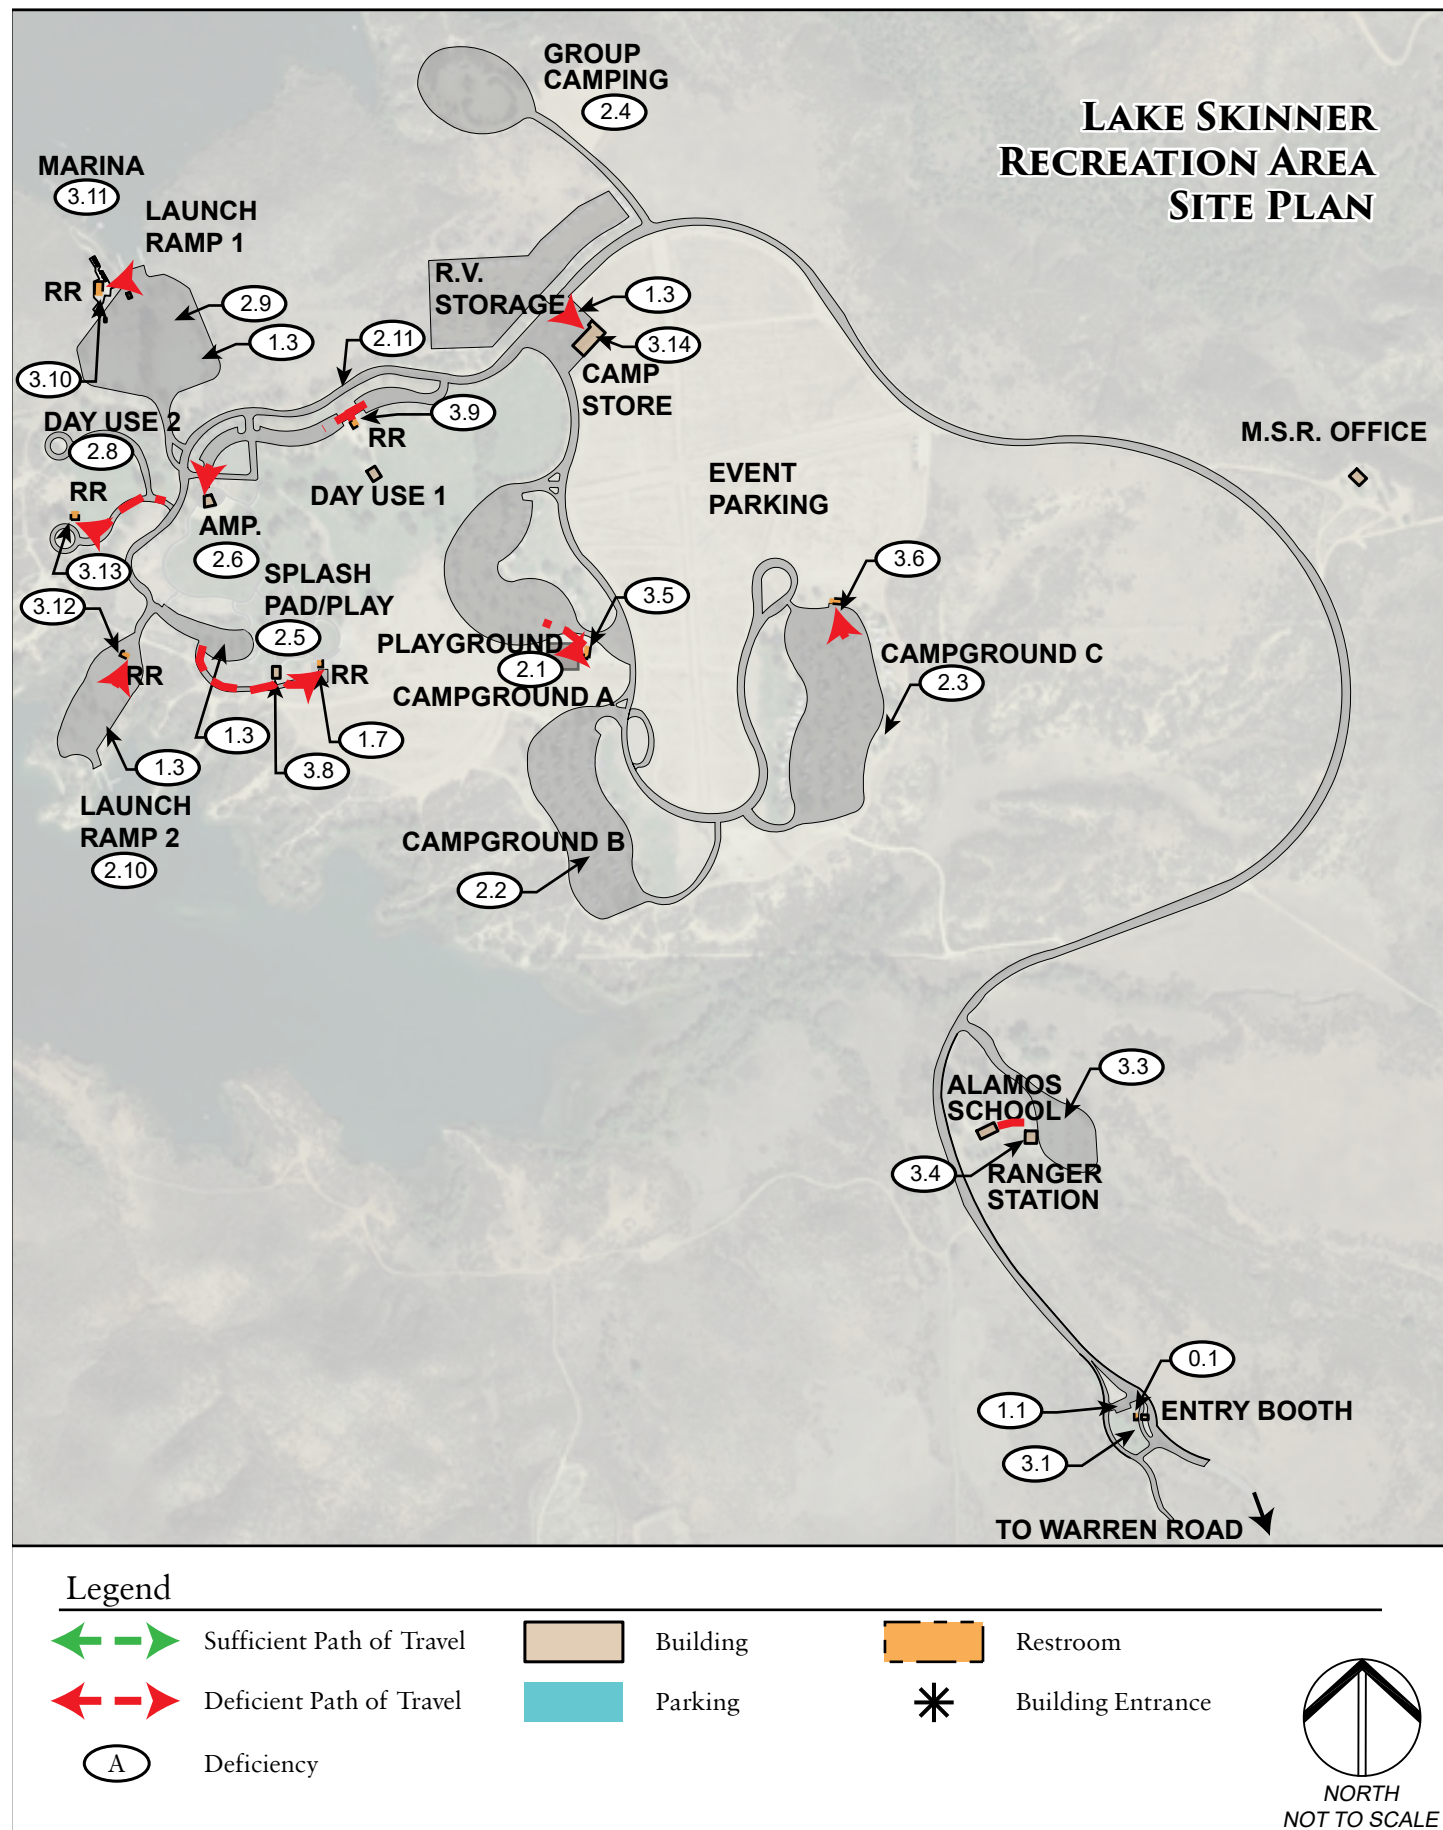 GROUP
CAMPING
2.4
LAKE SKINNER
RECREATION AREA
SITE PLAN
MARINA
3.11
LAUNCH
RAMP 1
RR
2.9
1.3
3.10
R.V.
STORAGE
1.3
3.14
CAMP
STORE
2.11
3.9
RR
DAY USE 2
2.8
RR
DAY USE 1
M.S.R. OFFICE
EVENT
PARKING
AMP.
2.6
3.13
3.12
SPLASH
PAD/PLAY
2.5
3.5
3.6
PLAYGROUND
2.1
CAMPGROUND A
CAMPGROUND C
2.3
RR
RR
1.3
1.7
1.3
3.8
LAUNCH
RAMP 2
2.10
CAMPGROUND B
2.2
3.3
ALAMOS
SCHOOL
3.4
RANGER
STATION
0.1
1.1
ENTRY BOOTH
3.1
TO WARREN ROAD
Legend
Sufficient Path of Travel
Building
Restroom
Deficient Path of Travel
Parking
Building Entrance
A
Deficiency
NORTH
NOT TO SCALE